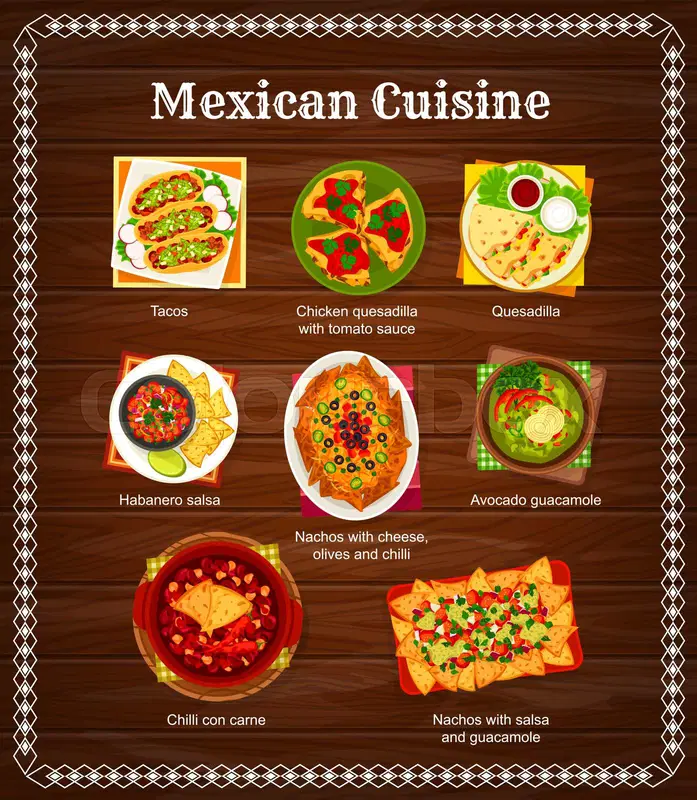 Mexican Cuisine
Tacos
Chicken quesadilla
with tomato sauce
Quesadilla
Habanero salsa
Nachos with cheese,
olives and chilli
Avocado guacamole
Chilli con carne
Nachos with salsa
and guacamole